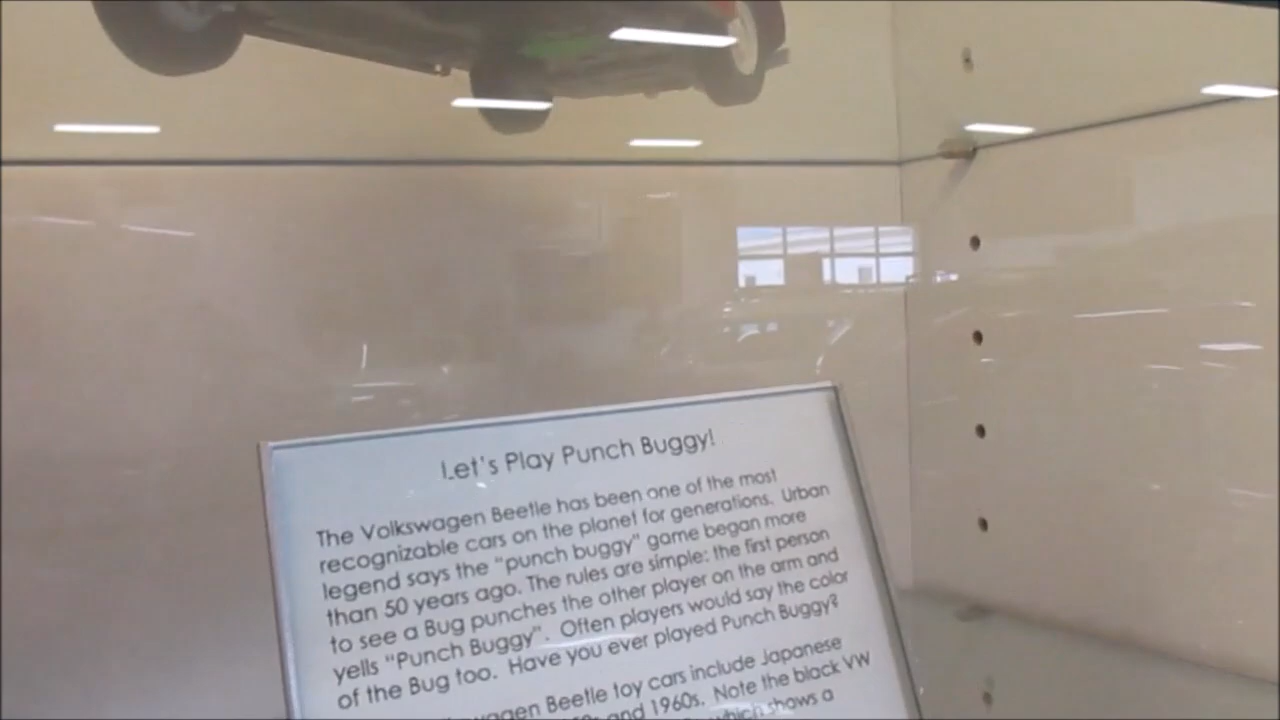 Let's Play Punch Buggy!
The Volkswagen Beetle has been one of the most
recognizable cars on the planet for generations. Urban
legend says the "punch buggy" game began more
than 50 years ago. The rules are simple: the first person
to see a Bug punches the other player on the arm and
yells "Punch Buggy". Often players would say the color
of the Bug too. Have you ever played Punch Buggy?
Beetle toy cars include Japanese
and 1960s. Note the black VW
which shows a